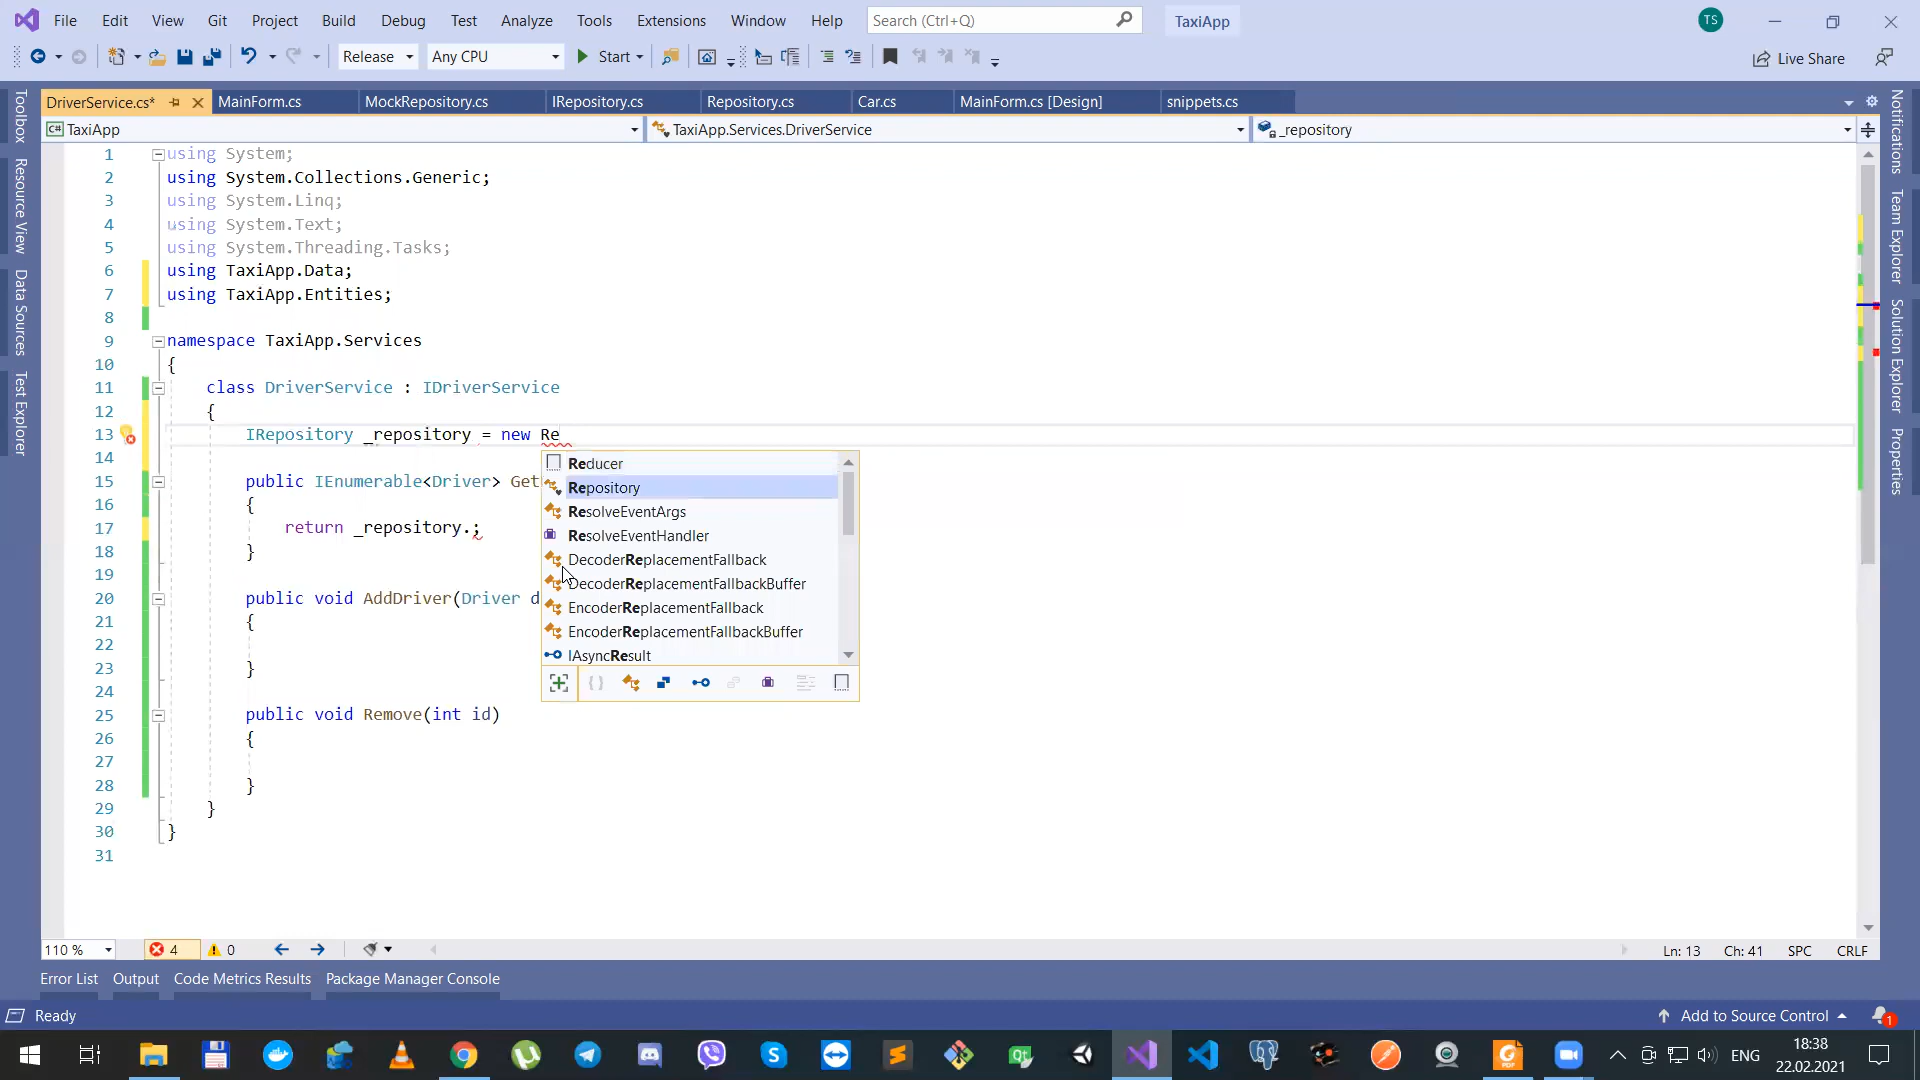 File Edit View Git Project Build Debug Test Analyze Tools Extensions Window Help Search (Ctrl+Q) TaxiApp TS
Release Any CPU Start Live Share
DriverService.cs* MainForm.cs MockRepository.cs IRepository.cs Repository.cs Car.cs MainForm.cs [Design] snippets.cs
C# TaxiApp TaxiApp.Services.DriverService _repository
Toolbox
Resource View
Data Sources
Test Explorer
1 using System;
2 using System.Collections.Generic;
3 using System.Linq;
4 using System.Text;
5 using System.Threading.Tasks;
6 using TaxiApp.Data;
7 using TaxiApp.Entities;
8
9 namespace TaxiApp.Services
10 {
11 class DriverService : IDriverService
12 {
13 IRepository _repository = new Re
14
15 public IEnumerable<Driver> Get
16 {
17 return _repository.;
18 }
19
20 public void AddDriver(Driver d
21 {
22
23 }
24
25 public void Remove(int id)
26 {
27
28 }
29 }
30 }
31
Reducer
Repository
ResolveEventArgs
ResolveEventHandler
DecoderReplacementFallback
DecoderReplacementFallbackBuffer
EncoderReplacementFallback
EncoderReplacementFallbackBuffer
IAsyncResult
Notifications
Team Explorer
Solution Explorer
Properties
110 % 4 0 Ln: 13 Ch: 41 SPC CRLF
Error List Output Code Metrics Results Package Manager Console
Ready Add to Source Control 1
ENG 18:38
22.02.2021